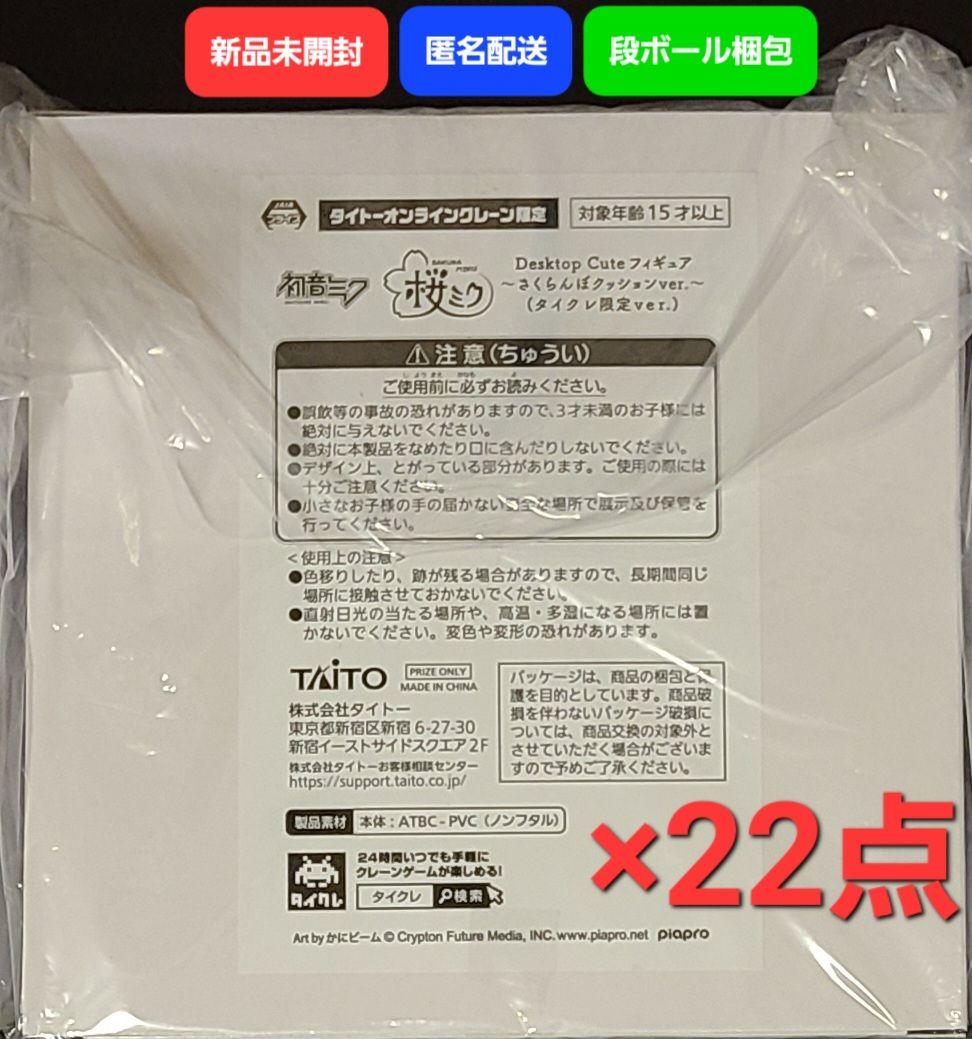 新品未開封 匿名配送 段ボール梱包
JAIA
プライズ
タイトーオンラインクレーン限定 対象年齢15才以上
初音ミク
HATSUNE MIKU
SAKURA
MIKU
桜ミク
Desktop Cute フィギュア
～さくらんぼクッションver.～
(タイクレ限定ver.)
⚠注意(ちゅうい)
しようまえ かなら よ
ご使用前に必ずお読みください。
●誤飲等の事故の恐れがありますので、3才未満のお子様には
絶対に与えないでください。
●絶対に本製品をなめたり口に含んだりしないでください。
●デザイン上、とがっている部分があります。ご使用の際には
十分ご注意ください。
●小さなお子様の手の届かない安全な場所で展示及び保管を
行ってください。
＜使用上の注意＞
●色移りしたり、跡が残る場合がありますので、長期間同じ
場所に接触させておかないでください。
●直射日光の当たる場所や、高温・多湿になる場所には置
かないでください。変色や変形の恐れがあります。
TAITO
PRIZE ONLY
MADE IN CHINA
株式会社タイトー
東京都新宿区新宿 6-27-30
新宿イーストサイドスクエア 2F
株式会社タイトーお客様相談センター
https://support.taito.co.jp/
パッケージは、商品の梱包と保
護を目的としています。商品破
損を伴わないパッケージ破損に
ついては、商品交換の対象外と
させていただく場合がございま
すので予めご了承ください。
製品素材 本体：ATBC-PVC（ノンフタル）
×22点
タイクレ
24時間いつでも手軽に
クレーンゲームが楽しめる!
タイクレ 検索
Art by かにビーム © Crypton Future Media, INC. www.piapro.net piapro